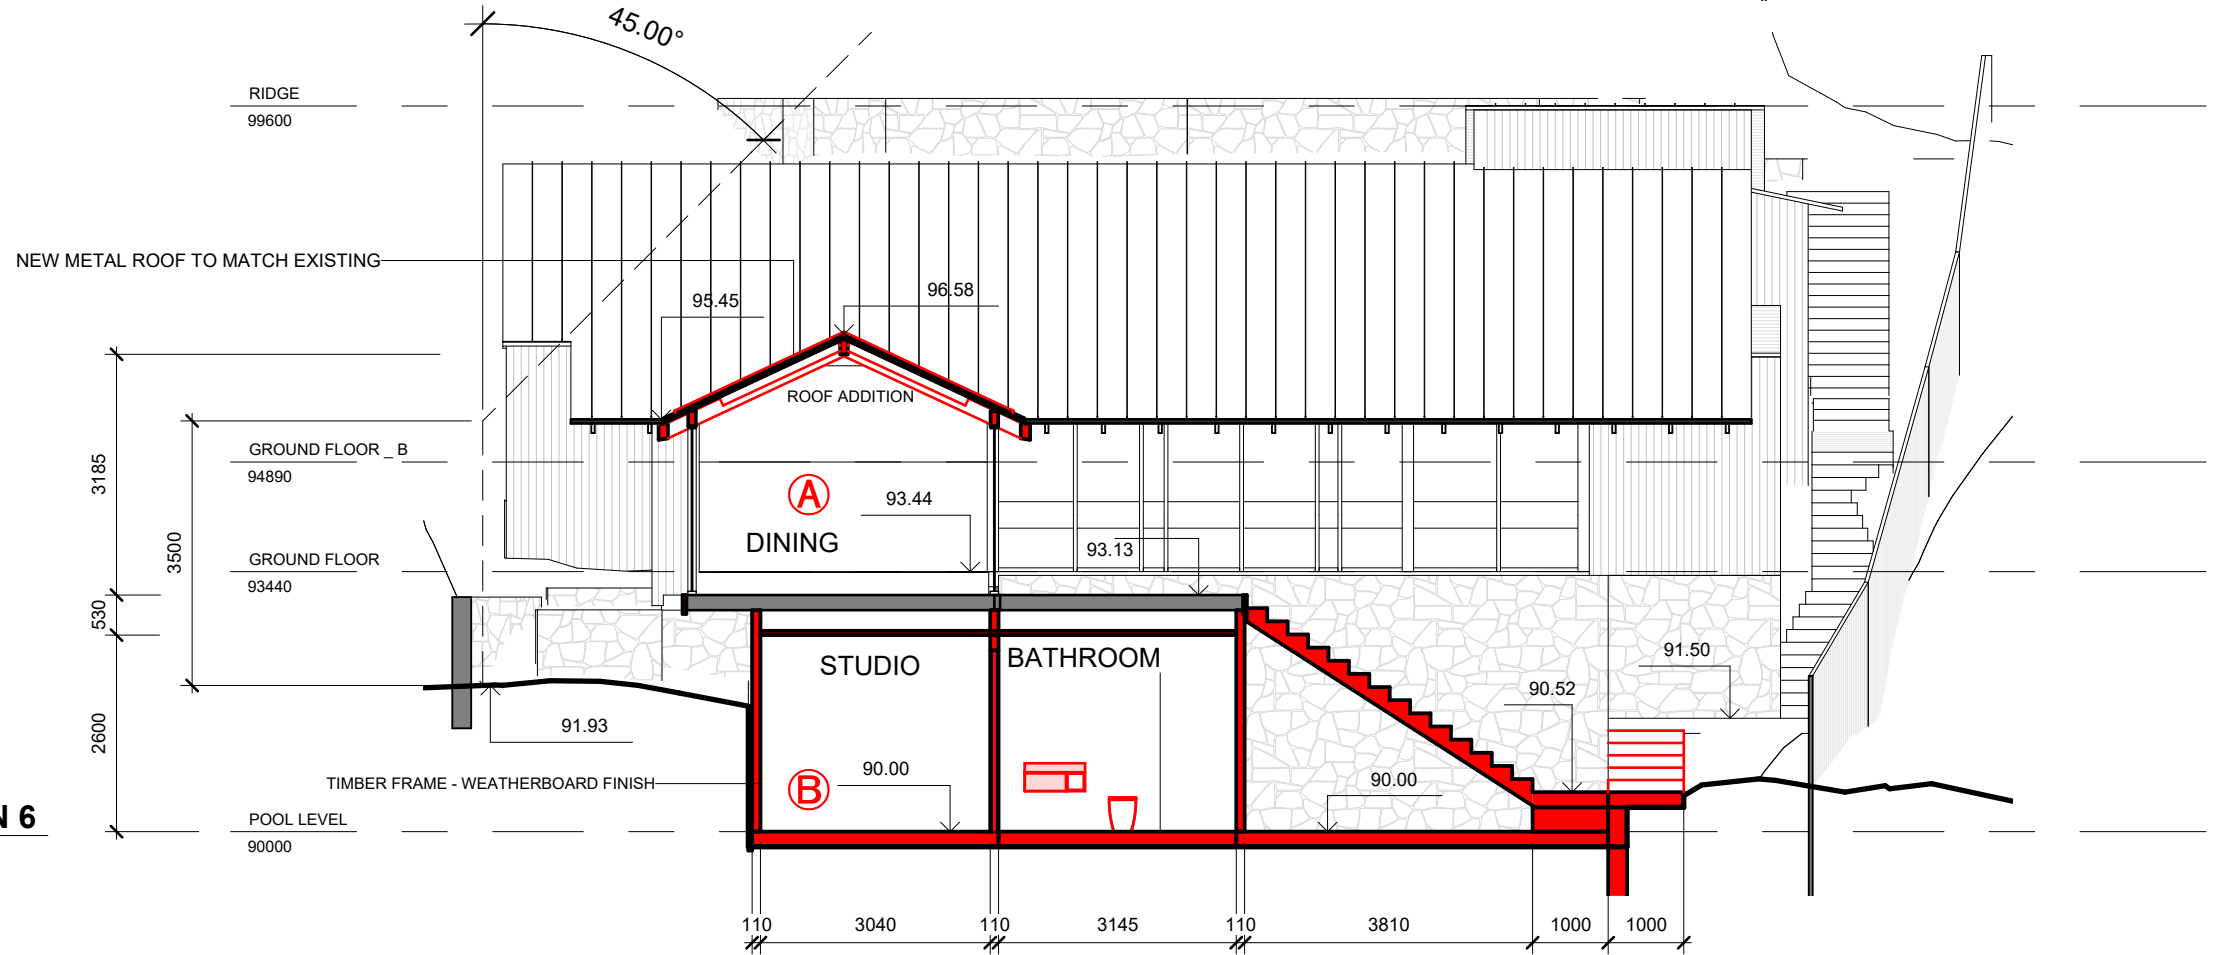 45.00°
RIDGE
99600
NEW METAL ROOF TO MATCH EXISTING
95.45
96.58
ROOF ADDITION
GROUND FLOOR _ B
94890
3185
A
93.44
DINING
93.13
3500
GROUND FLOOR
93440
530
STUDIO
BATHROOM
91.50
90.52
91.93
2600
TIMBER FRAME - WEATHERBOARD FINISH
B
90.00
90.00
N 6
POOL LEVEL
90000
110 3040 110 3145 110 3810 1000 1000